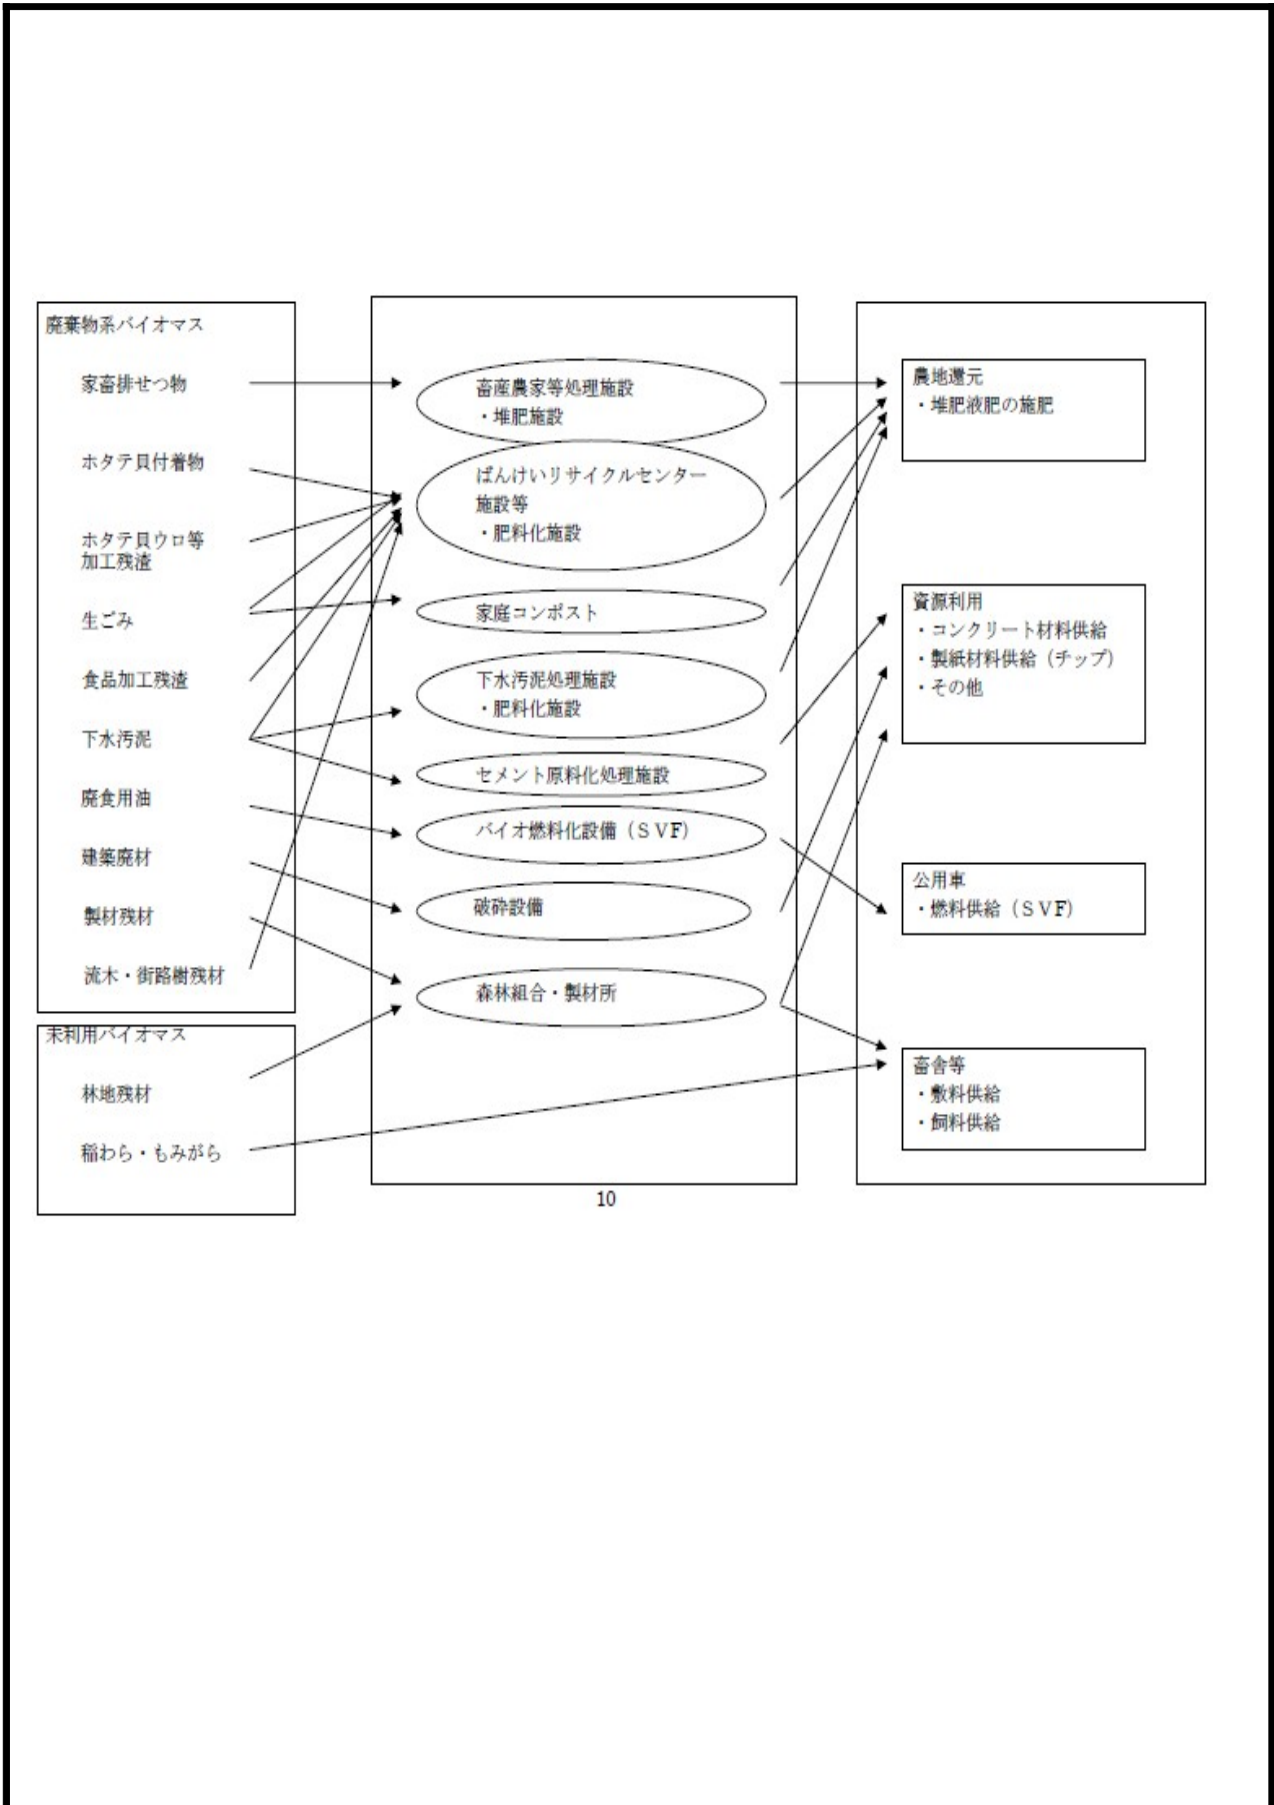 廃棄物系バイオマス
家畜排せつ物
ホタテ貝付着物
ホタテ貝ウロ等
加工残渣
生ごみ
食品加工残渣
下水汚泥
廃食用油
建築廃材
製材残材
流木・街路樹残材
未利用バイオマス
林地残材
稲わら・もみがら
畜産農家等処理施設
・堆肥施設
ばんけいリサイクルセンター
施設等
・肥料化施設
家庭コンポスト
下水汚泥処理施設
・肥料化施設
セメント原料化処理施設
バイオ燃料化設備（ＳＶＦ）
破砕設備
森林組合・製材所
農地還元
・堆肥液肥の施肥
資源利用
・コンクリート材料供給
・製紙材料供給（チップ）
・その他
公用車
・燃料供給（ＳＶＦ）
畜舎等
・敷料供給
・飼料供給
10